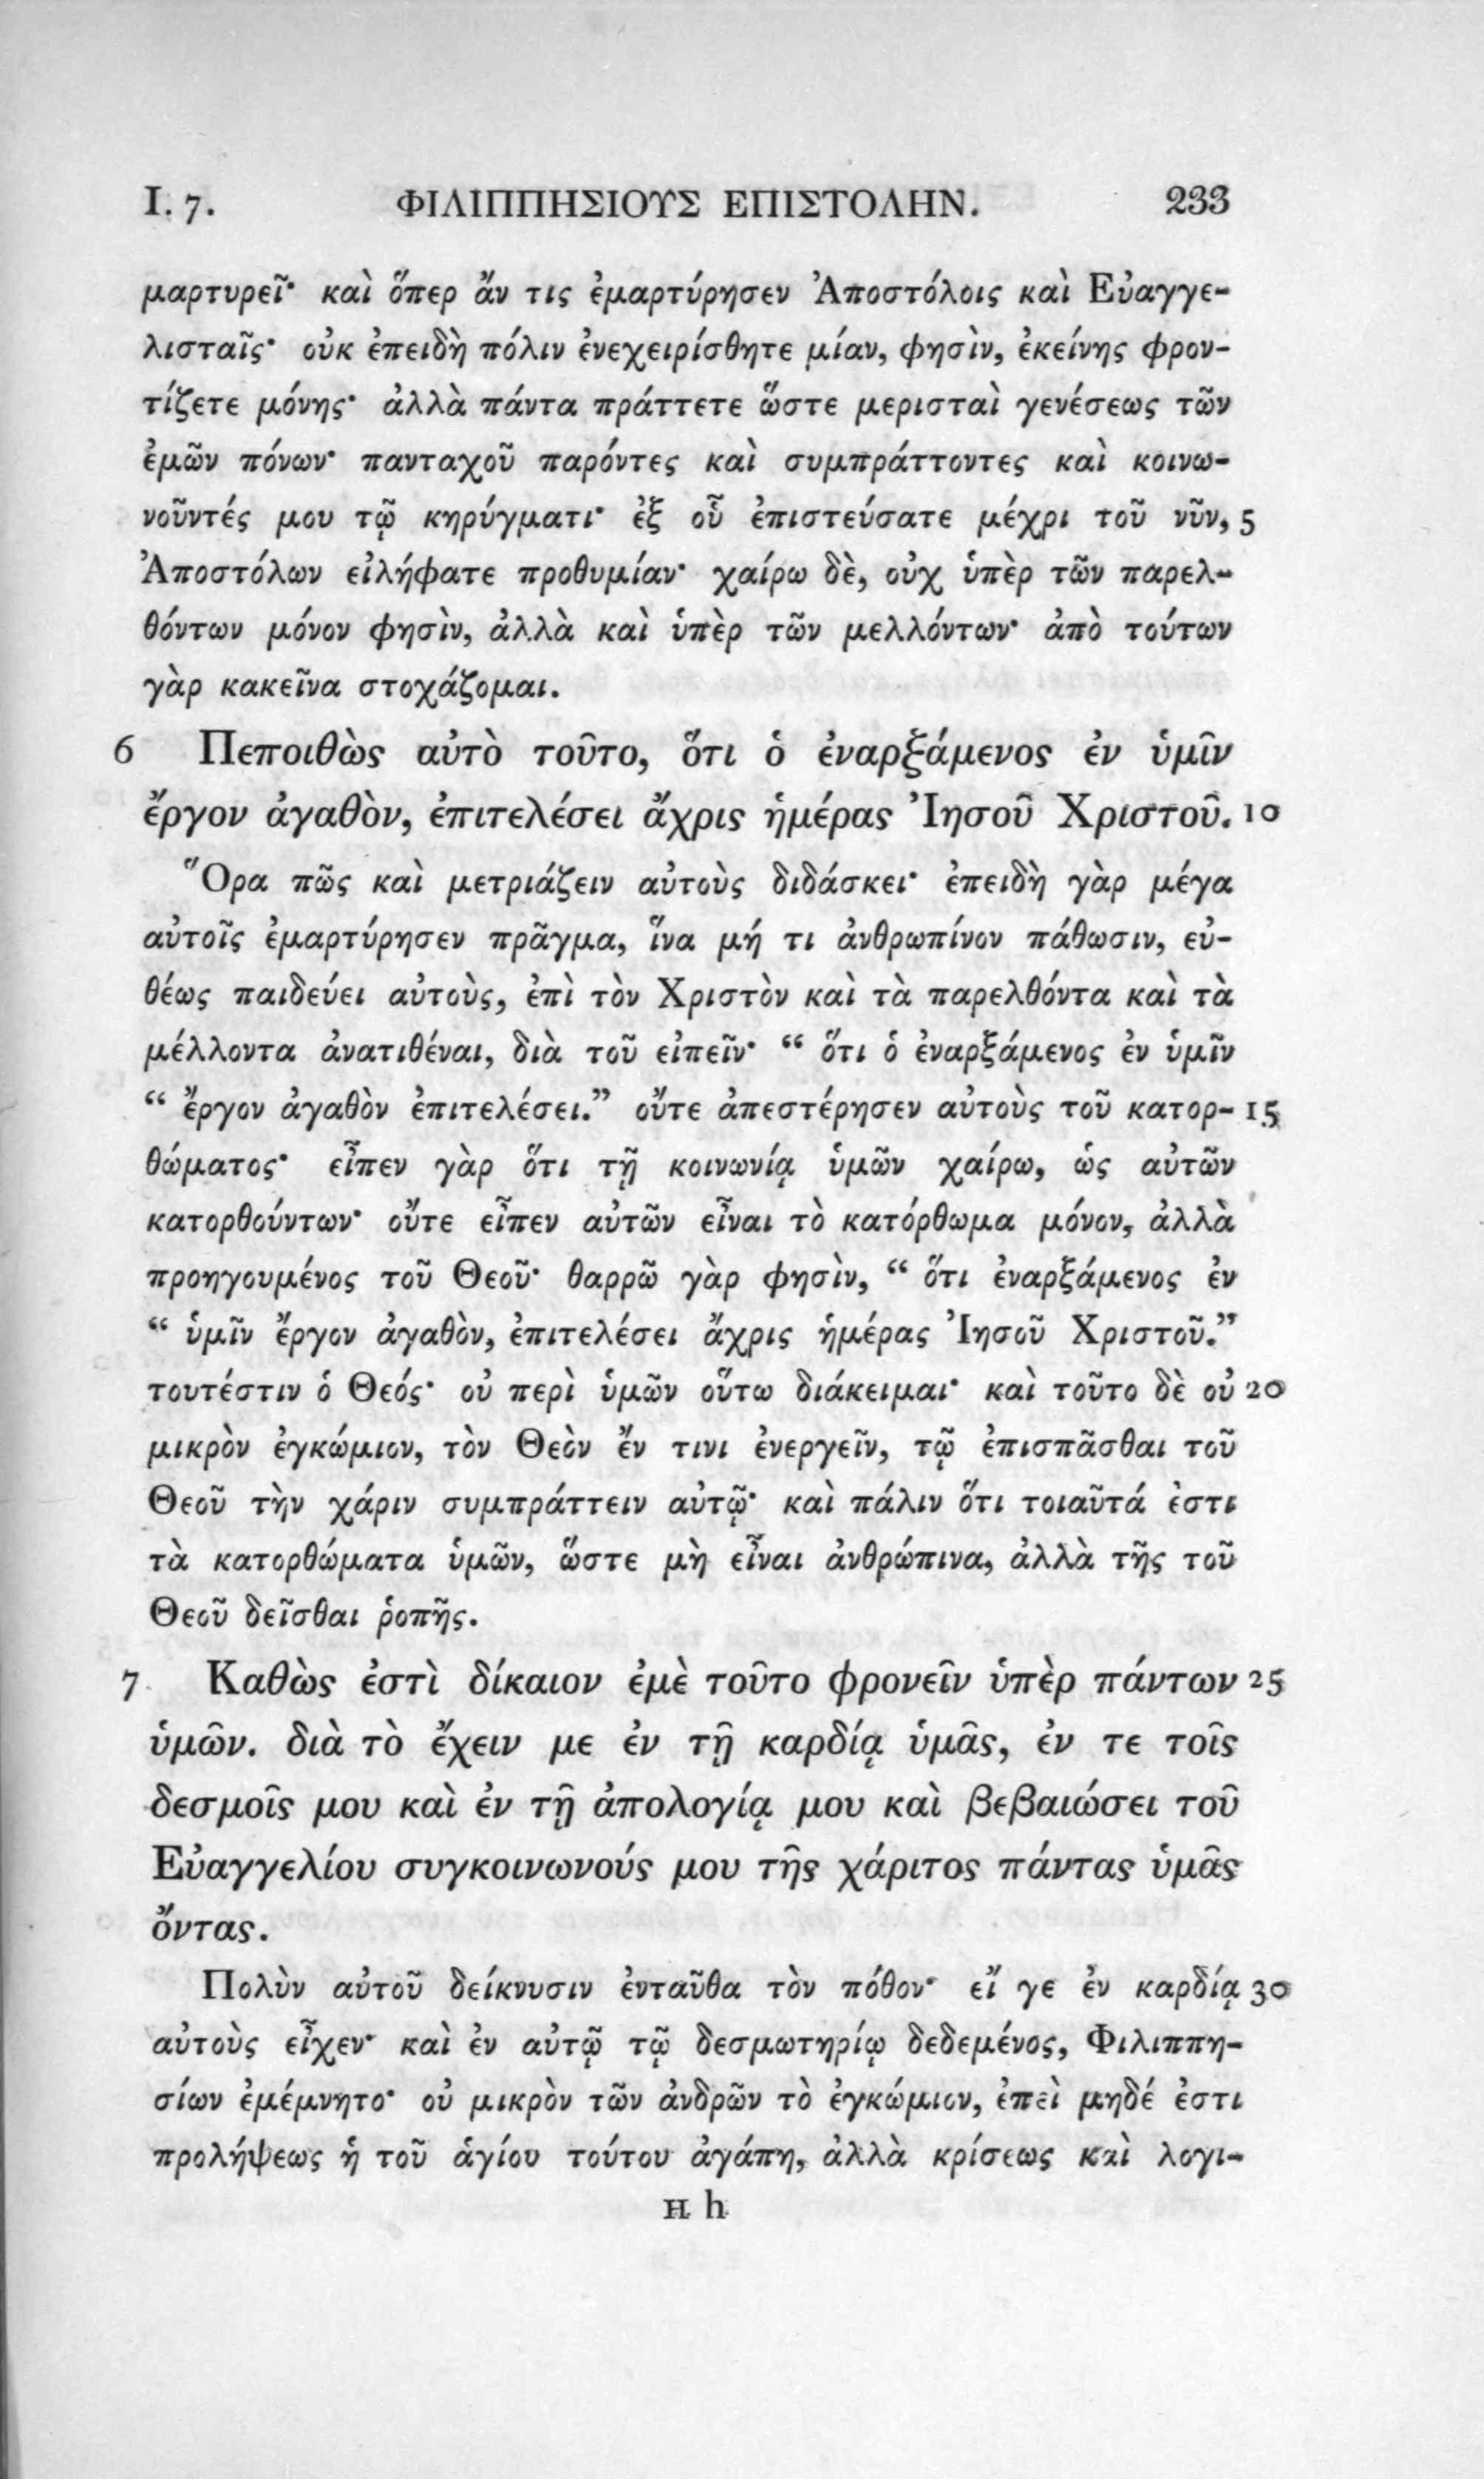 I. 7. ΦΙΛΙΠΠΗΣΙΟΥΣ ΕΠΙΣΤΟΛΗΝ. 233
μαρτυρεῖ· καὶ ὅπερ ἄν τις ἐμαρτύρησεν Ἀποστόλοις καὶ Εὐαγγε-
λισταῖς· οὐκ ἐπειδὴ πόλιν ἐνεχειρίσθητε μίαν, φησὶν, ἐκείνης φρον-
τίζετε μόνης· ἀλλὰ πάντα πράττετε ὥστε μερισταὶ γενέσεως τῶν
ἐμῶν πόνων· πανταχοῦ παρόντες καὶ συμπράττοντες καὶ κοινω-
νοῦντές μου τῷ κηρύγματι· ἐξ οὗ ἐπιστεύσατε μέχρι τοῦ νῦν, 5
Ἀποστόλων εἰλήφατε προθυμίαν· χαίρω δὲ, οὐχ ὑπὲρ τῶν παρελ-
θόντων μόνον φησὶν, ἀλλὰ καὶ ὑπὲρ τῶν μελλόντων· ἀπὸ τούτων
γὰρ κακεῖνα στοχάζομαι.
6 Πεποιθὼς αὐτὸ τοῦτο, ὅτι ὁ ἐναρξάμενος ἐν ὑμῖν
ἔργον ἀγαθὸν, ἐπιτελέσει ἄχρις ἡμέρας Ἰησοῦ Χριστοῦ. 10
Ὅρα πῶς καὶ μετριάζειν αὐτοὺς διδάσκει· ἐπειδὴ γὰρ μέγα
αὐτοῖς ἐμαρτύρησεν πρᾶγμα, ἵνα μή τι ἀνθρωπίνον πάθωσιν, εὐ-
θέως παιδεύει αὐτοὺς, ἐπὶ τὸν Χριστὸν καὶ τὰ παρελθόντα καὶ τὰ
μέλλοντα ἀνατιθέναι, διὰ τοῦ εἰπεῖν· “ ὅτι ὁ ἐναρξάμενος ἐν ὑμῖν
“ ἔργον ἀγαθὸν ἐπιτελέσει.” οὔτε ἀπεστέρησεν αὐτοὺς τοῦ κατορ- 15
θώματος· εἶπεν γὰρ ὅτι τῇ κοινωνίᾳ ὑμῶν χαίρω, ὡς αὐτῶν
κατορθούντων· οὔτε εἶπεν αὐτῶν εἶναι τὸ κατόρθωμα μόνον, ἀλλὰ
προηγουμένος τοῦ Θεοῦ· θαρρῶ γὰρ φησὶν, “ ὅτι ἐναρξάμενος ἐν
“ ὑμῖν ἔργον ἀγαθὸν, ἐπιτελέσει ἄχρις ἡμέρας Ἰησοῦ Χριστοῦ.”
τουτέστιν ὁ Θεός· οὐ περὶ ὑμῶν οὕτω διάκειμαι· καὶ τοῦτο δὲ οὐ 20
μικρὸν ἐγκώμιον, τὸν Θεὸν ἔν τινι ἐνεργεῖν, τῷ ἐπισπᾶσθαι τοῦ
Θεοῦ τὴν χάριν συμπράττειν αὐτῷ· καὶ πάλιν ὅτι τοιαῦτά ἐστι
τὰ κατορθώματα ὑμῶν, ὥστε μὴ εἶναι ἀνθρώπινα, ἀλλὰ τῆς τοῦ
Θεοῦ δεῖσθαι ῥοπῆς.
7 Καθὼς ἐστὶ δίκαιον ἐμὲ τοῦτο φρονεῖν ὑπὲρ πάντων 25
ὑμῶν. διὰ τὸ ἔχειν με ἐν τῇ καρδίᾳ ὑμᾶς, ἐν τε τοῖς
δεσμοῖς μου καὶ ἐν τῇ ἀπολογίᾳ μου καὶ βεβαιώσει τοῦ
Εὐαγγελίου συγκοινωνούς μου τῆς χάριτος πάντας ὑμᾶς
ὄντας.
Πολὺν αὐτοῦ δείκνυσιν ἐνταῦθα τὸν πόθον· εἴ γε ἐν καρδίᾳ 30
αὐτοὺς εἶχεν· καὶ ἐν αὐτῷ τῷ δεσμωτηρίῳ δεδεμένος, Φιλιππη-
σίων ἐμέμνητο· οὐ μικρὸν τῶν ἀνδρῶν τὸ ἐγκώμιον, ἐπεὶ μηδέ ἐστι
προλήψεως ἡ τοῦ ἁγίου τούτου ἀγάπη, ἀλλὰ κρίσεως καὶ λογι-
H h